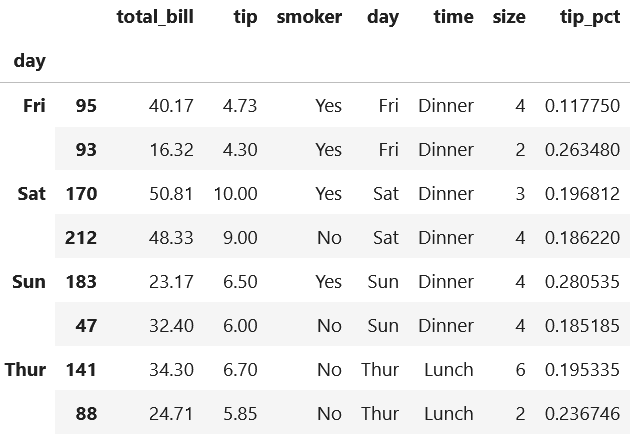 total_bill tip smoker day time size tip_pct
day
Fri 95 40.17 4.73 Yes Fri Dinner 4 0.117750
93 16.32 4.30 Yes Fri Dinner 2 0.263480
Sat 170 50.81 10.00 Yes Sat Dinner 3 0.196812
212 48.33 9.00 No Sat Dinner 4 0.186220
Sun 183 23.17 6.50 Yes Sun Dinner 4 0.280535
47 32.40 6.00 No Sun Dinner 4 0.185185
Thur 141 34.30 6.70 No Thur Lunch 6 0.195335
88 24.71 5.85 No Thur Lunch 2 0.236746